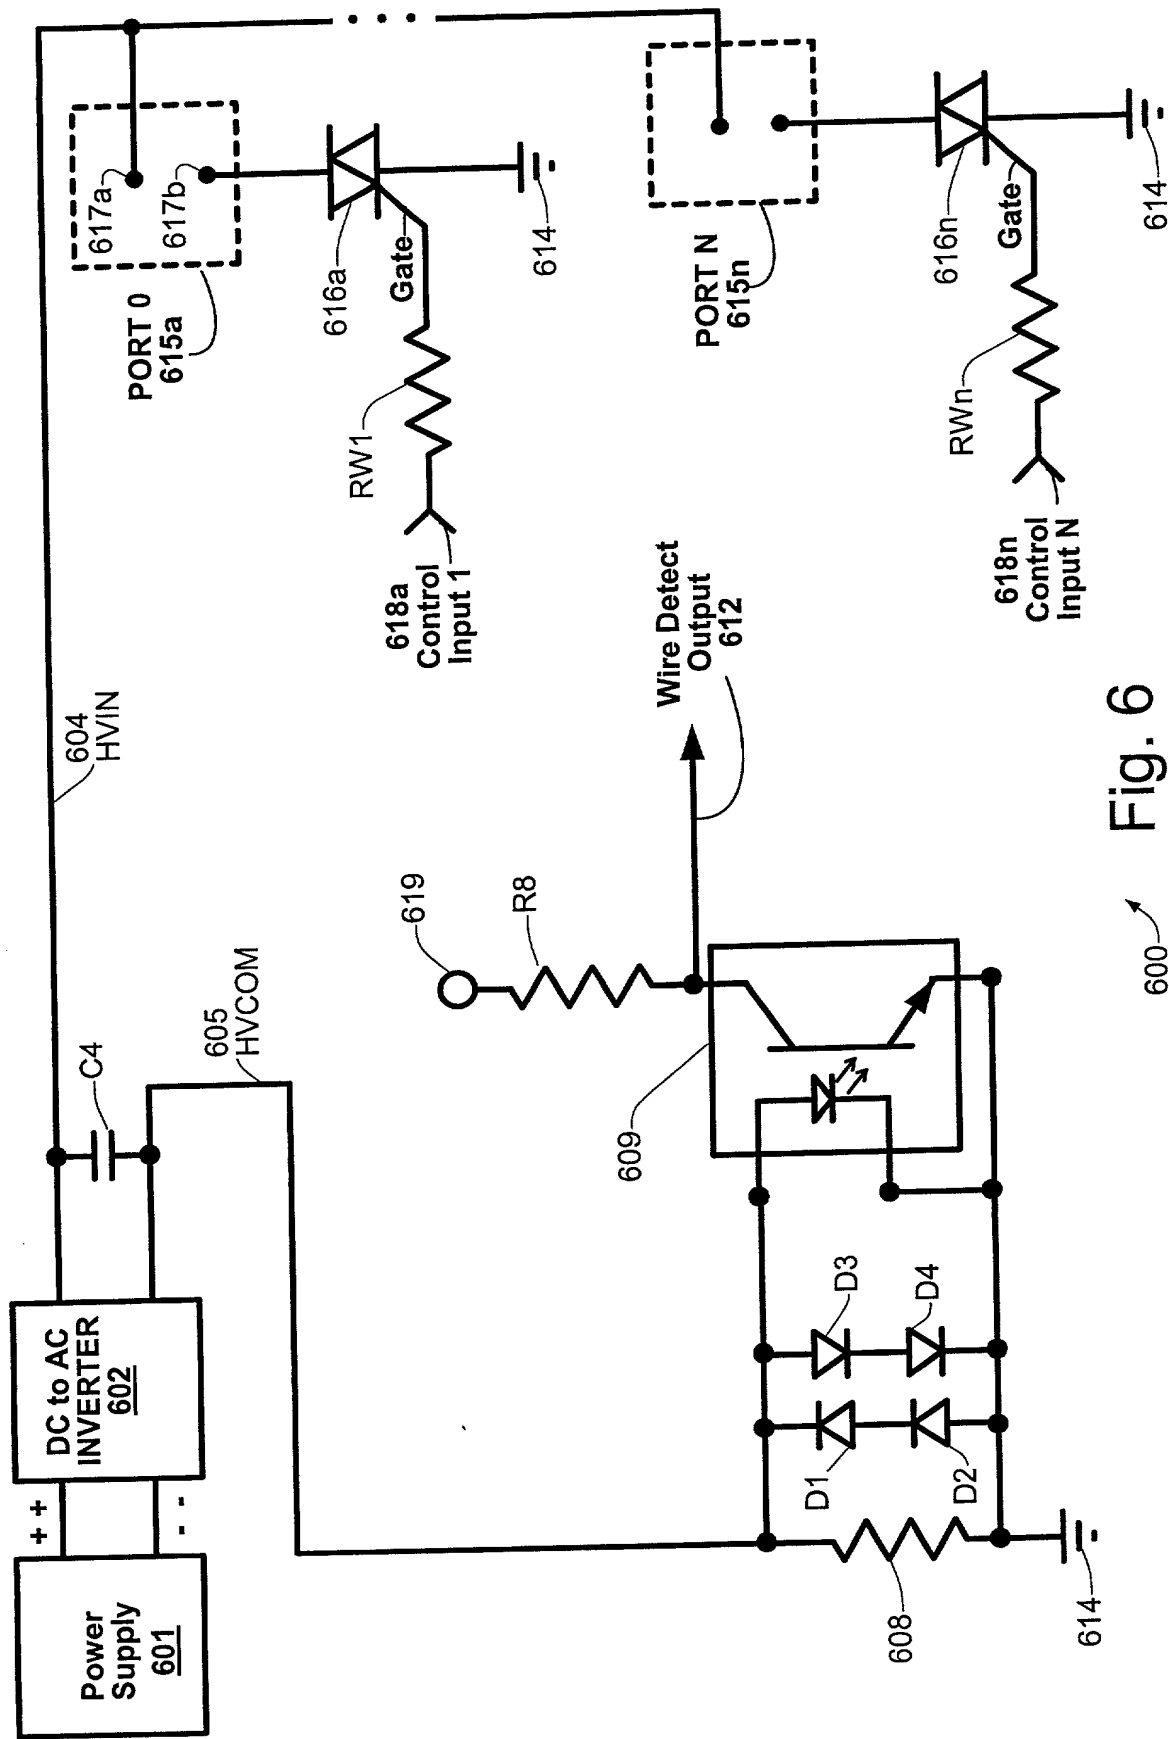 Power
Supply
601
+ +
- -
DC to AC
INVERTER
602
C4
605
HVCOM
604
HVIN
617a
617b
PORT 0
615a
616a
Gate
RW1
618a
Control
Input 1
614
PORT N
615n
616n
Gate
RWn
618n
Control
Input N
614
619
R8
Wire Detect
Output
612
609
D3
D4
D1
D2
608
614
600
Fig. 6